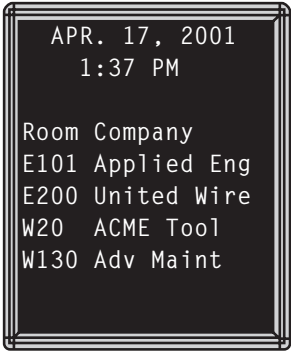 APR. 17, 2001
1:37 PM
Room Company
E101 Applied Eng
E200 United Wire
W20 ACME Tool
W130 Adv Maint